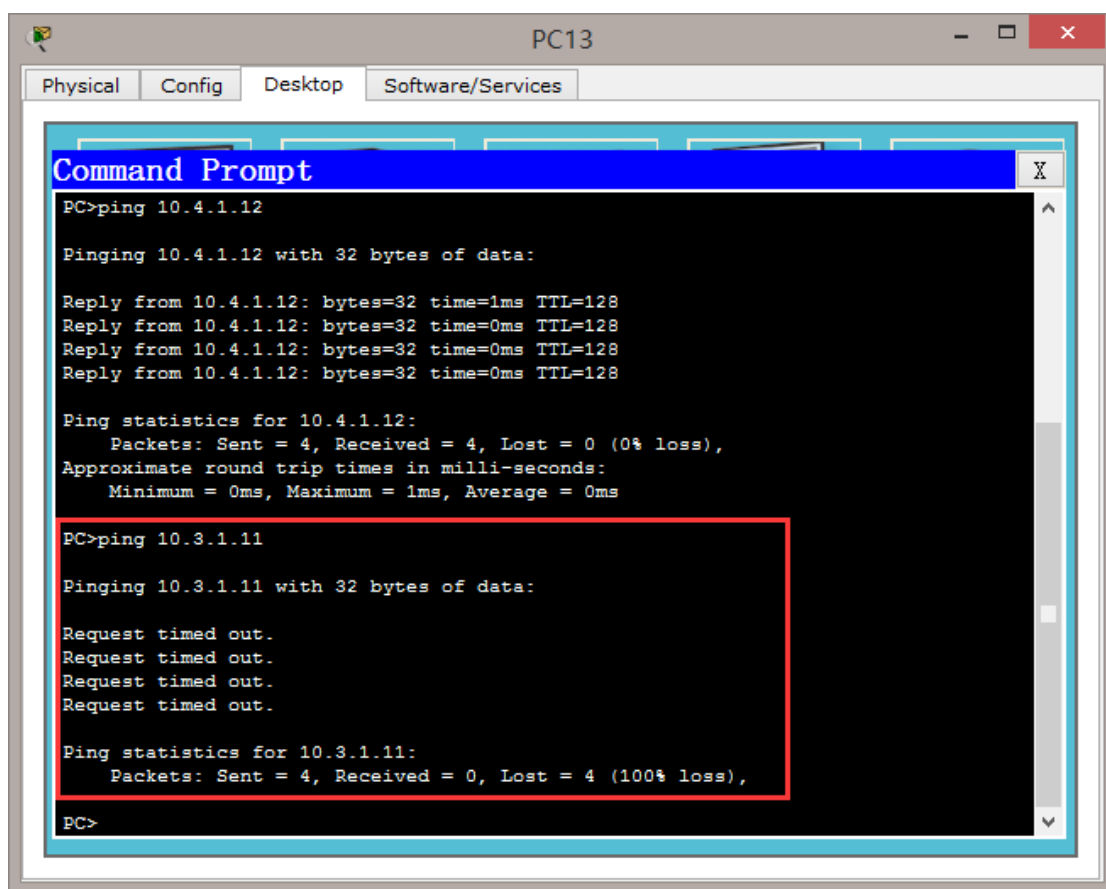 PC13
Physical Config Desktop Software/Services
Command Prompt X
PC>ping 10.4.1.12
Pinging 10.4.1.12 with 32 bytes of data:
Reply from 10.4.1.12: bytes=32 time=1ms TTL=128
Reply from 10.4.1.12: bytes=32 time=0ms TTL=128
Reply from 10.4.1.12: bytes=32 time=0ms TTL=128
Reply from 10.4.1.12: bytes=32 time=0ms TTL=128
Ping statistics for 10.4.1.12:
Packets: Sent = 4, Received = 4, Lost = 0 (0% loss),
Approximate round trip times in milli-seconds:
Minimum = 0ms, Maximum = 1ms, Average = 0ms
PC>ping 10.3.1.11
Pinging 10.3.1.11 with 32 bytes of data:
Request timed out.
Request timed out.
Request timed out.
Request timed out.
Ping statistics for 10.3.1.11:
Packets: Sent = 4, Received = 0, Lost = 4 (100% loss),
PC>